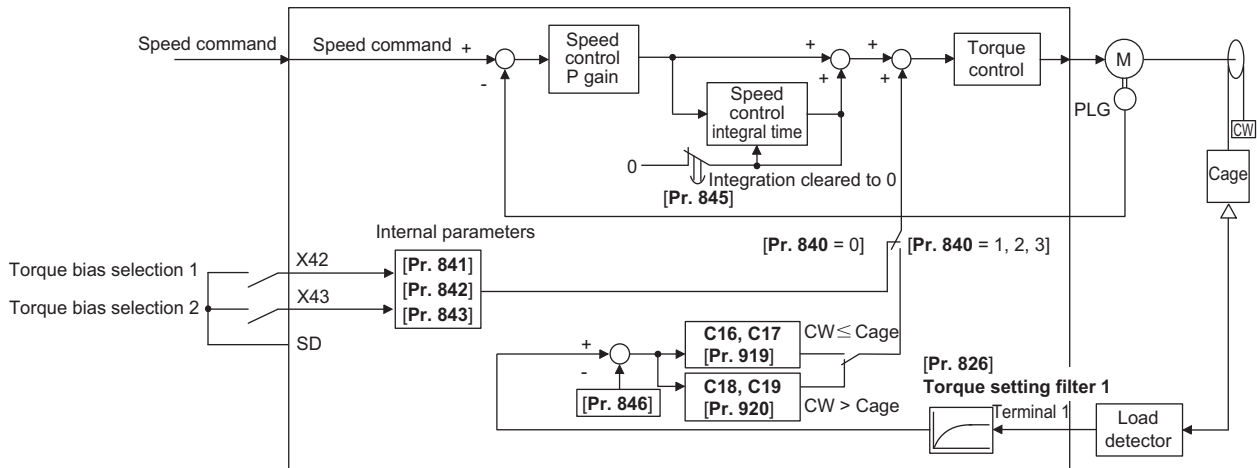 Speed command
Speed command
+
-
Speed
control
P gain
+
+
Speed
control
integral time
+
+
Torque
control
M
PLG
CW
Cage
0
Integration cleared to 0
[Pr. 845]
Internal parameters
[Pr. 840 = 0]
[Pr. 840 = 1, 2, 3]
Torque bias selection 1
X42
[Pr. 841]
Torque bias selection 2
X43
[Pr. 842]
[Pr. 843]
SD
+
-
[Pr. 846]
C16, C17
[Pr. 919]
CW≦Cage
C18, C19
[Pr. 920]
CW > Cage
[Pr. 826]
Torque setting filter 1
Terminal 1
Load
detector